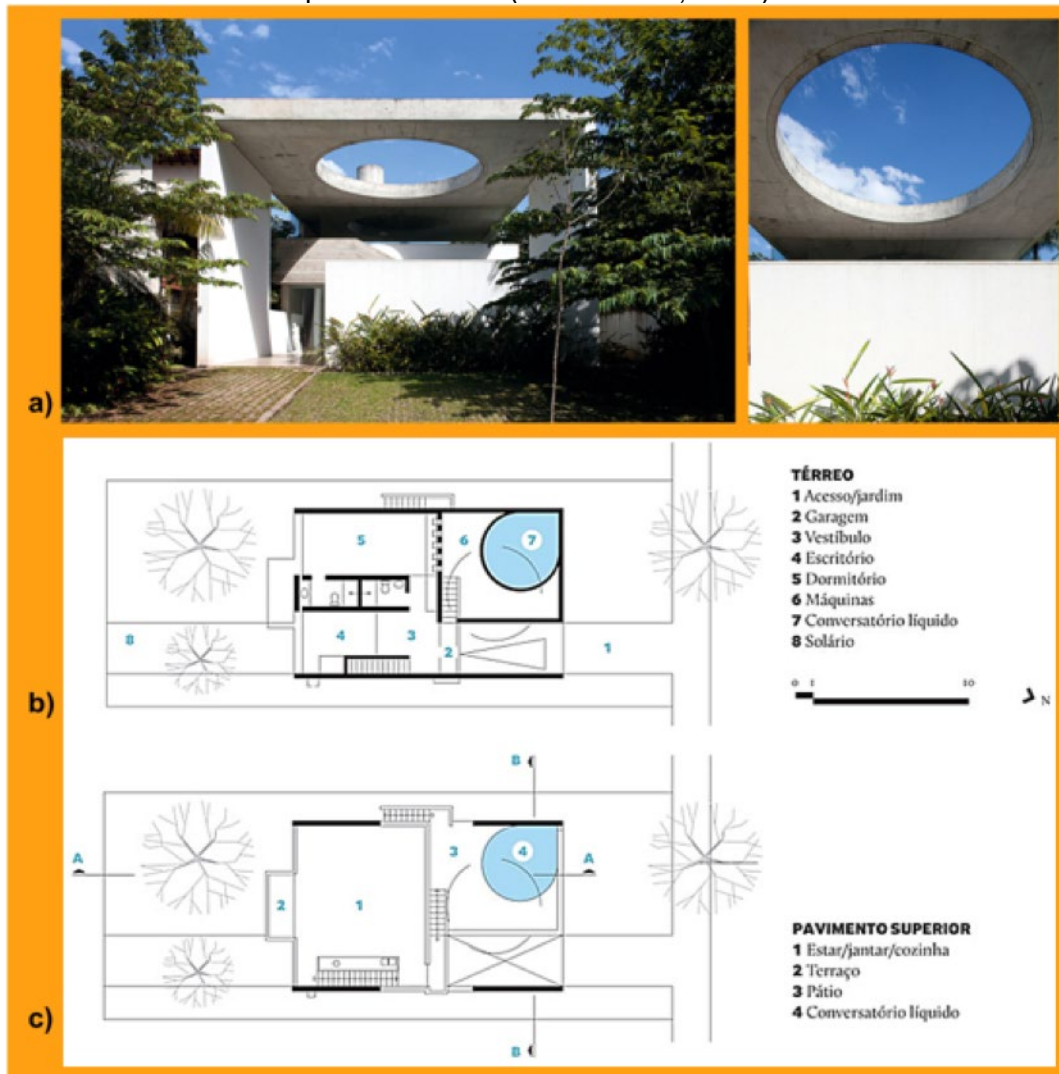 a)
TÉRREO
1 Acesso/jardim
2 Garagem
3 Vestíbulo
4 Escritório
5 Dormitório
6 Máquinas
7 Conversatório líquido
8 Solário
5
6
7
8
4
3
2
1
0 1 10
N
b)
B
A
3
4
A
2
1
PAVIMENTO SUPERIOR
1 Estar/jantar/cozinha
2 Terraço
3 Pátio
4 Conversatório líquido
c)
B